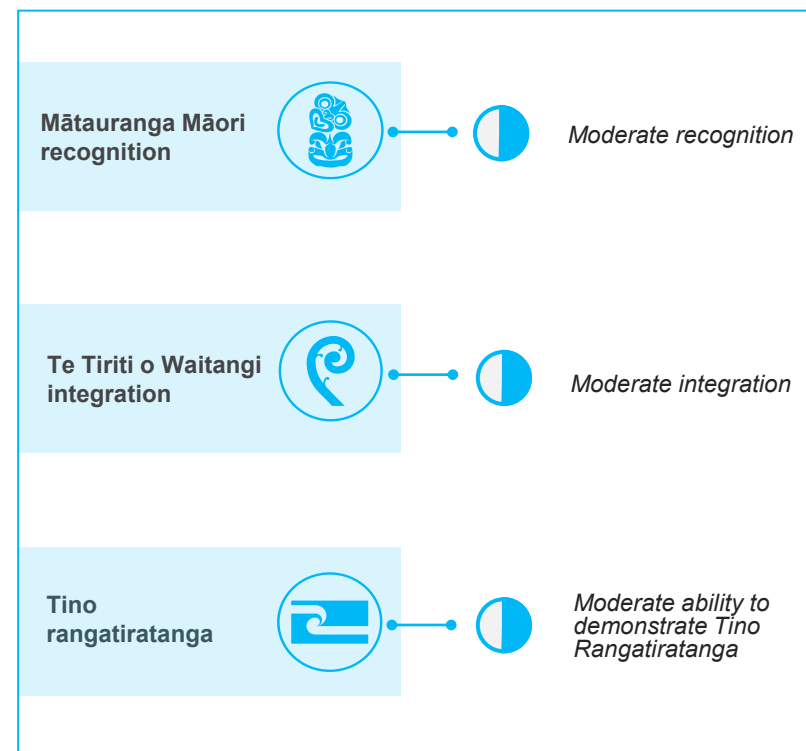 Mātauranga Māori
recognition
Moderate recognition
Te Tiriti o Waitangi
integration
Moderate integration
Tino
rangatiratanga
Moderate ability to
demonstrate Tino
Rangatiratanga